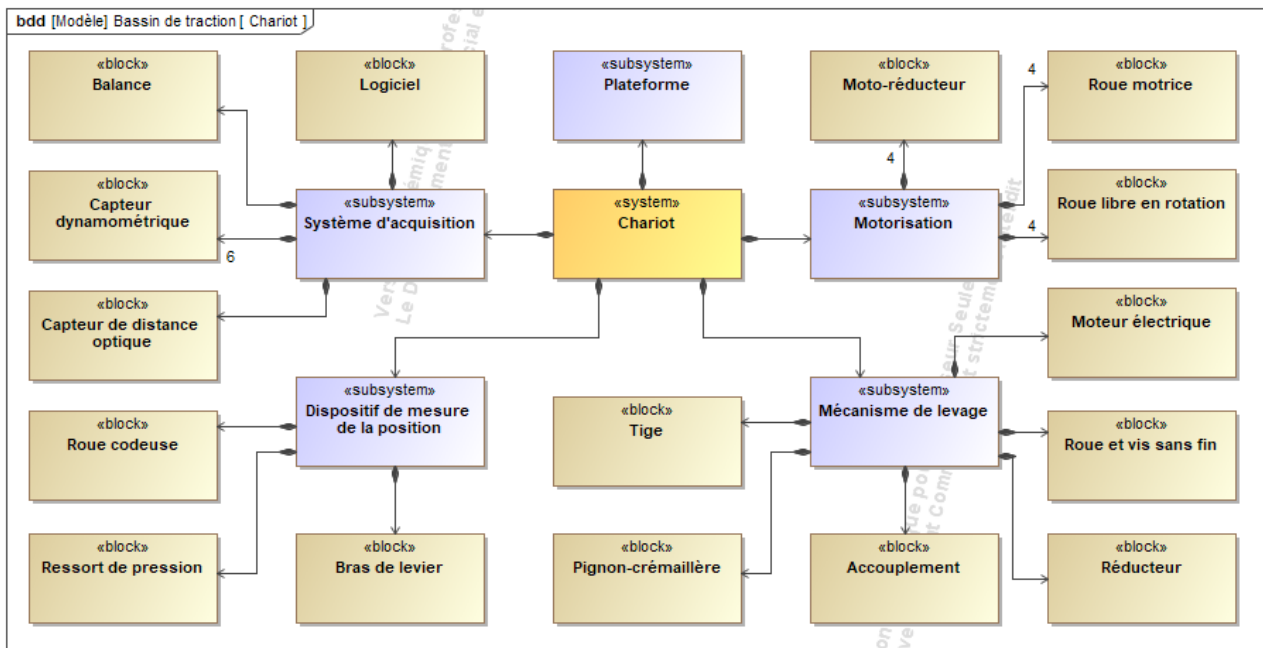 bdd [Modèle] Bassin de traction [ Chariot ]
«block»
Balance
«block»
Logiciel
«subsystem»
Plateforme
«block»
Moto-réducteur
4
«block»
Roue motrice
4
«block»
Capteur
dynamométrique
6
«subsystem»
Système d'acquisition
«system»
Chariot
«subsystem»
Motorisation
«block»
Roue libre en rotation
4
«block»
Capteur de distance
optique
«block»
Moteur électrique
«subsystem»
Dispositif de mesure
de la position
«subsystem»
Mécanisme de levage
«block»
Roue codeuse
«block»
Tige
«block»
Roue et vis sans fin
«block»
Ressort de pression
«block»
Bras de levier
«block»
Pignon-crémaillère
«block»
Accouplement
«block»
Réducteur